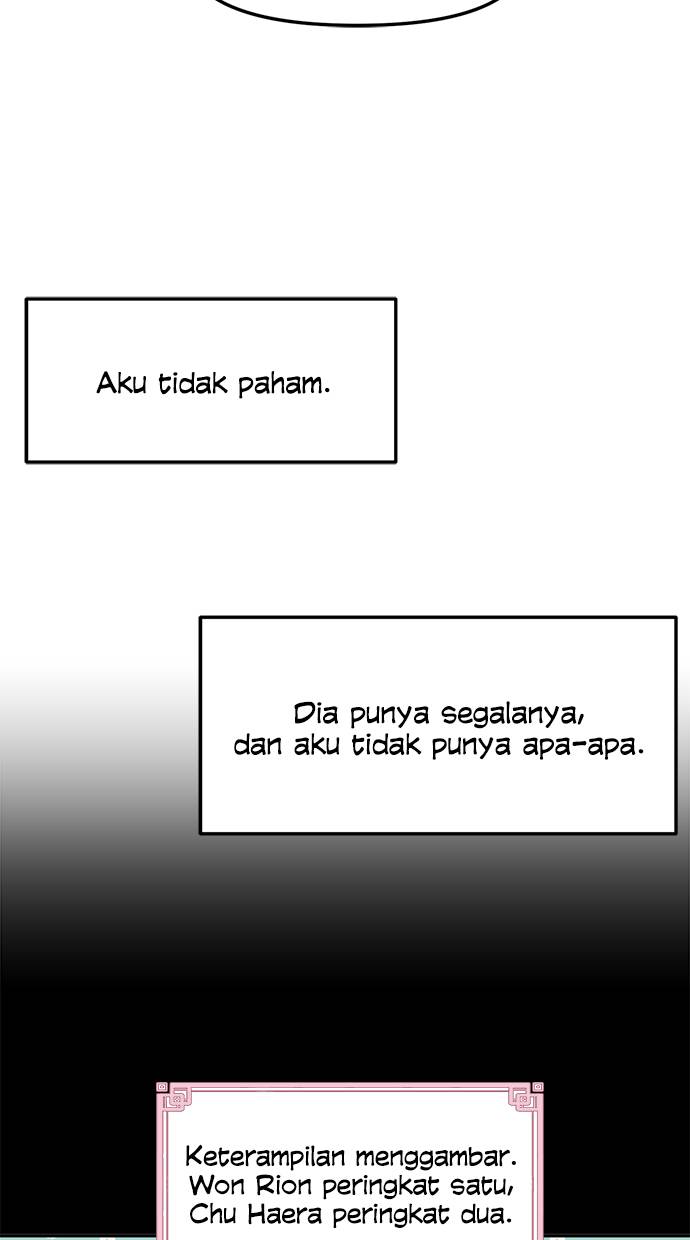 Aku tidak paham.
Dia punya segalanya,
dan aku tidak punya apa-apa.
Keterampilan menggambar.
Won Rion peringkat satu,
Chu Haera peringkat dua.